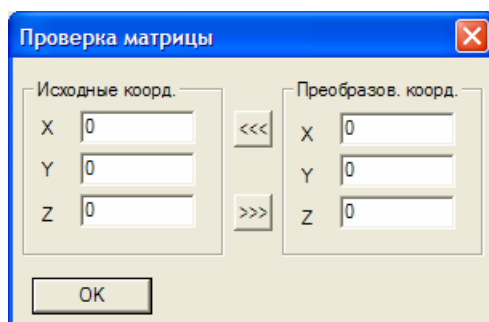 Проверка матрицы
Исходные коорд.
X 0
Y 0
Z 0
<<<
>>>
Преобразов. коорд.
X 0
Y 0
Z 0
OK